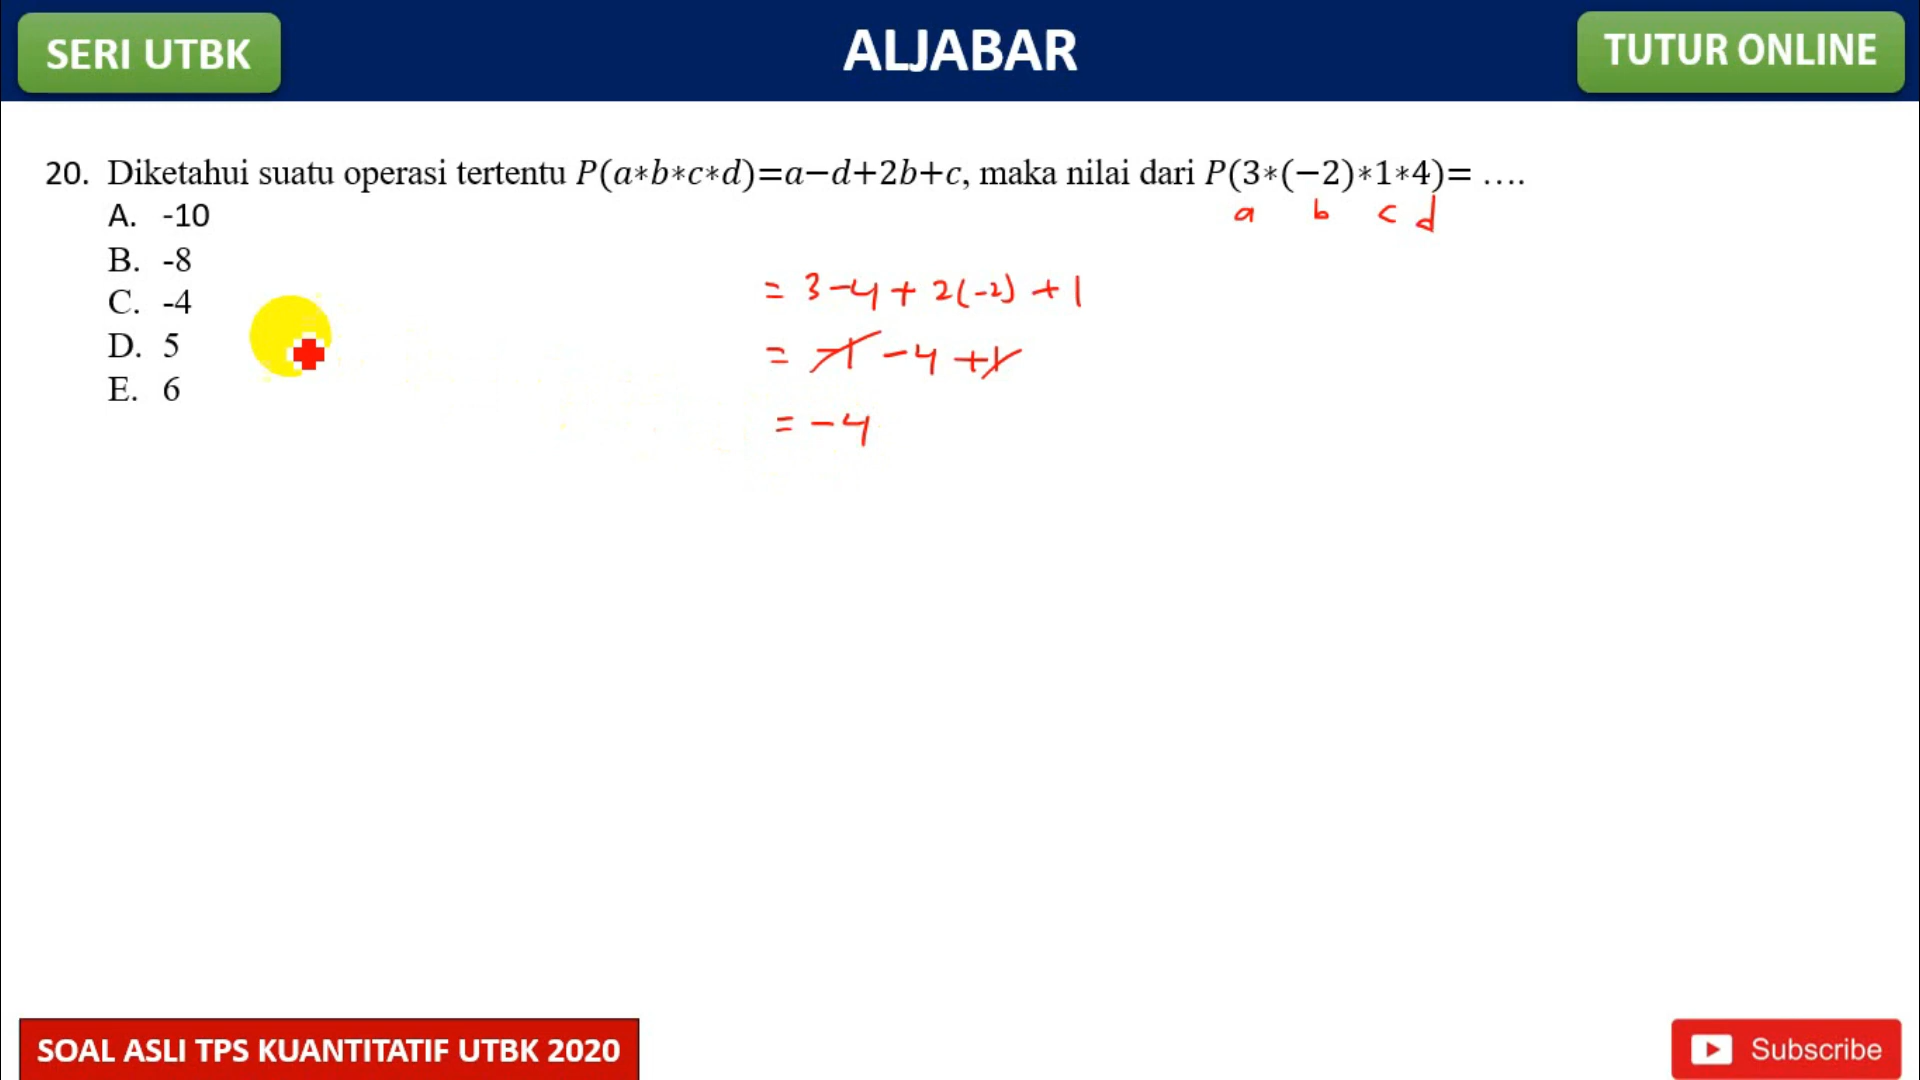 SERI UTBK
ALJABAR
TUTUR ONLINE
20. Diketahui suatu operasi tertentu P(a∗b∗c∗d)=a−d+2b+c, maka nilai dari P(3∗(−2)∗1∗4)= ....
a b c d
A. -10
B. -8
C. -4
D. 5
E. 6
= 3-4 + 2(-2) + 1
= -1 -4 +1
= -4
SOAL ASLI TPS KUANTITATIF UTBK 2020
Subscribe